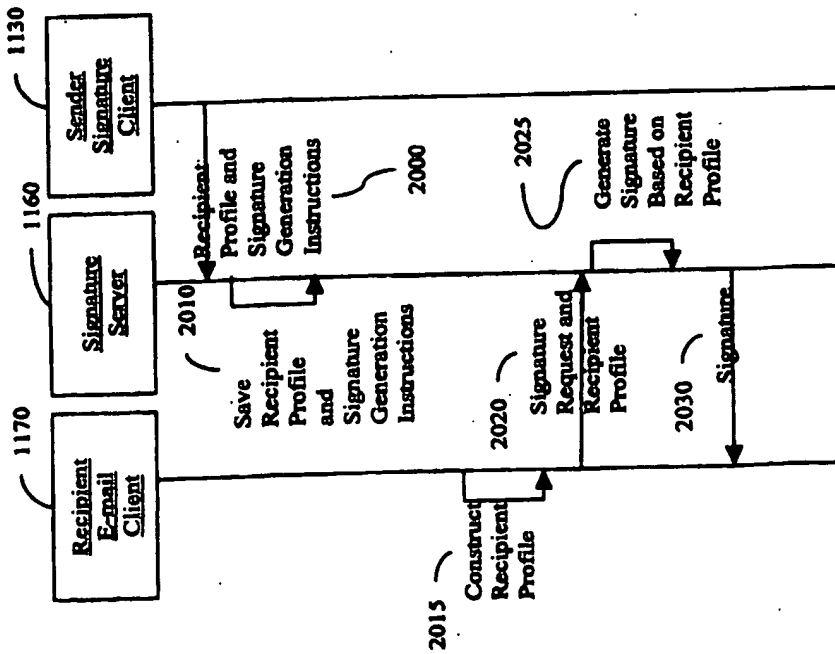 1170
Recipient
E-mail
Client
1160
Signature
Server
1130
Sender
Signature
Client
Recipient
Profile and
Signature
Generation
Instructions
2000
2010
Save
Recipient
Profile
and
Signature
Generation
Instructions
2015
Construct
Recipient
Profile
2020
Signature
Request and
Recipient
Profile
2025
Generate
Signature
Based on
Recipient
Profile
2030
Signature